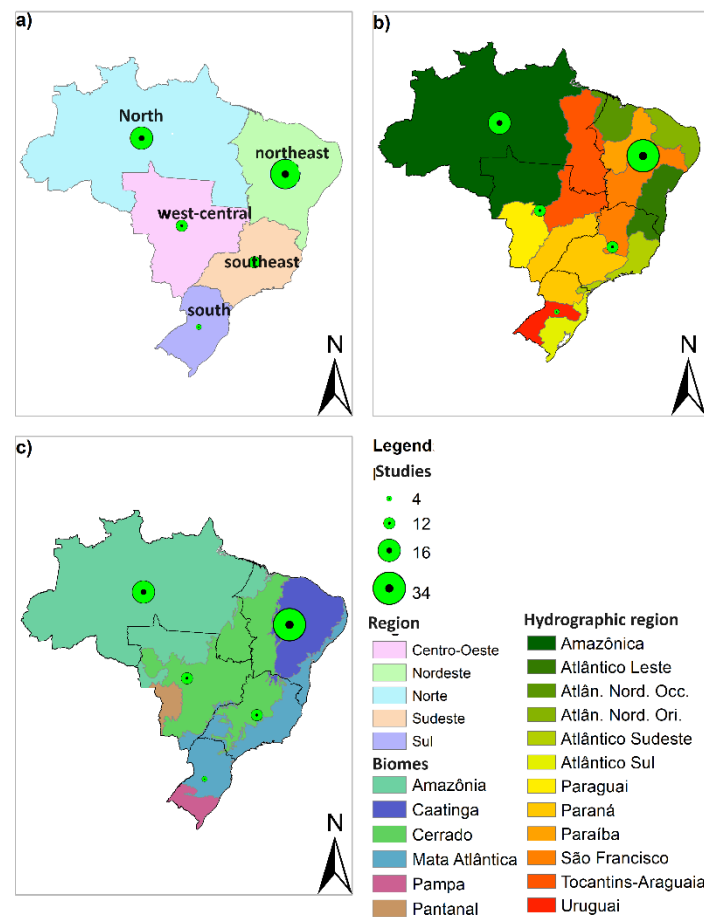 a)
North
northeast
west-central
southeast
south
N
b)
N
c)
N
Legend
Studies
4
12
16
34
Region
Centro-Oeste
Nordeste
Norte
Sudeste
Sul
Biomes
Amazônia
Caatinga
Cerrado
Mata Atlântica
Pampa
Pantanal
Hydrographic region
Amazônica
Atlântico Leste
Atlân. Nord. Occ.
Atlân. Nord. Ori.
Atlântico Sudeste
Atlântico Sul
Paraguai
Paraná
Paraíba
São Francisco
Tocantins-Araguaia
Uruguai